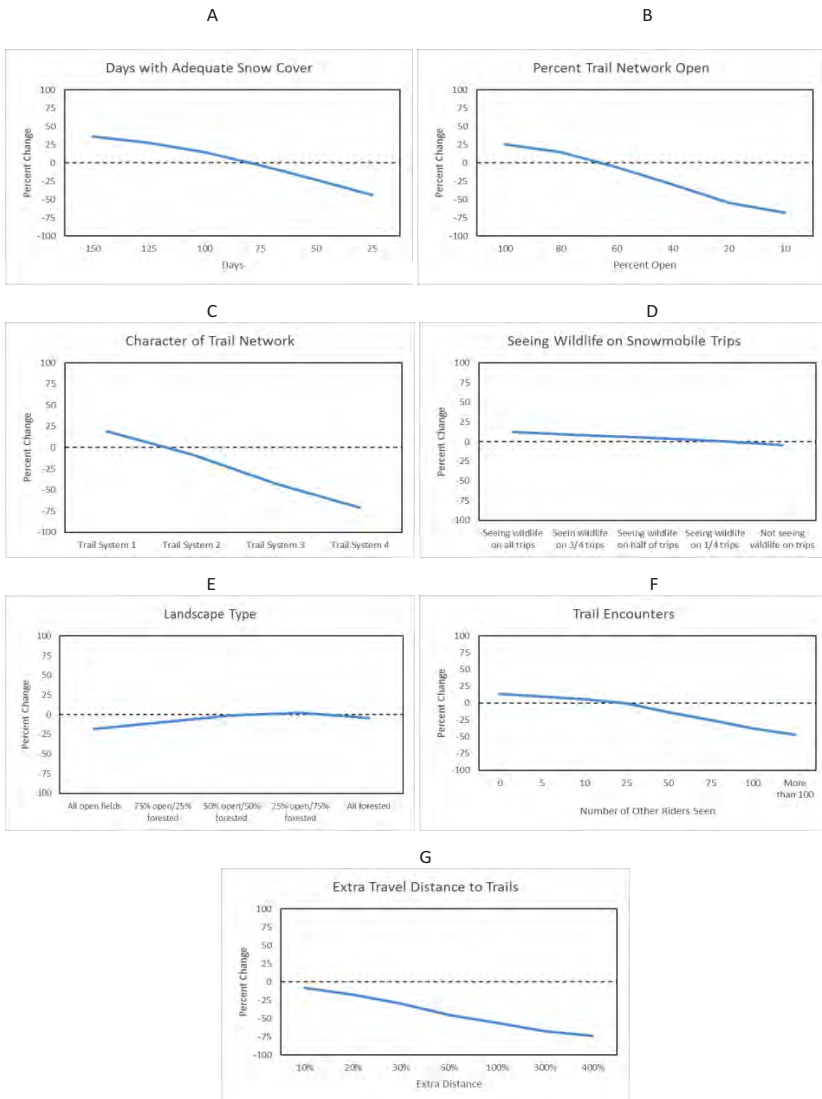 A
B
Days with Adequate Snow Cover
Percent Change
100
75
50
25
0
-25
-50
-75
-100
150 125 100 75 50 25
Days
Percent Trail Network Open
Percent Change
100
75
50
25
0
-25
-50
-75
-100
100 80 60 40 20 10
Percent Open
C
D
Character of Trail Network
Percent Change
100
75
50
25
0
-25
-50
-75
-100
Trail System 1 Trail System 2 Trail System 3 Trail System 4
Seeing Wildlife on Snowmobile Trips
Percent Change
100
75
50
25
0
-25
-50
-75
-100
Seeing wildlife Seein wildlife Seeing wildlife Seeing wildlife Not seeing
on all trips on 3/4 trips on half of trips on 1/4 trips wildlife on trips
E
F
Landscape Type
Percent Change
100
75
50
25
0
-25
-50
-75
-100
All open fields 75% open/25% 50% open/50% 25% open/75% All forested
forested forested forested
Trail Encounters
Percent Change
100
75
50
25
0
-25
-50
-75
-100
0 5 10 25 50 75 100 More
than 100
Number of Other Riders Seen
G
Extra Travel Distance to Trails
Percent Change
100
75
50
25
0
-25
-50
-75
-100
10% 20% 30% 60% 100% 300% 400%
Extra Distance